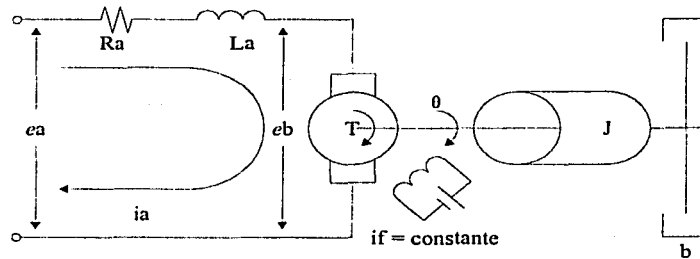 Ra
La
ea
eb
ia
T
θ
J
if = constante
b